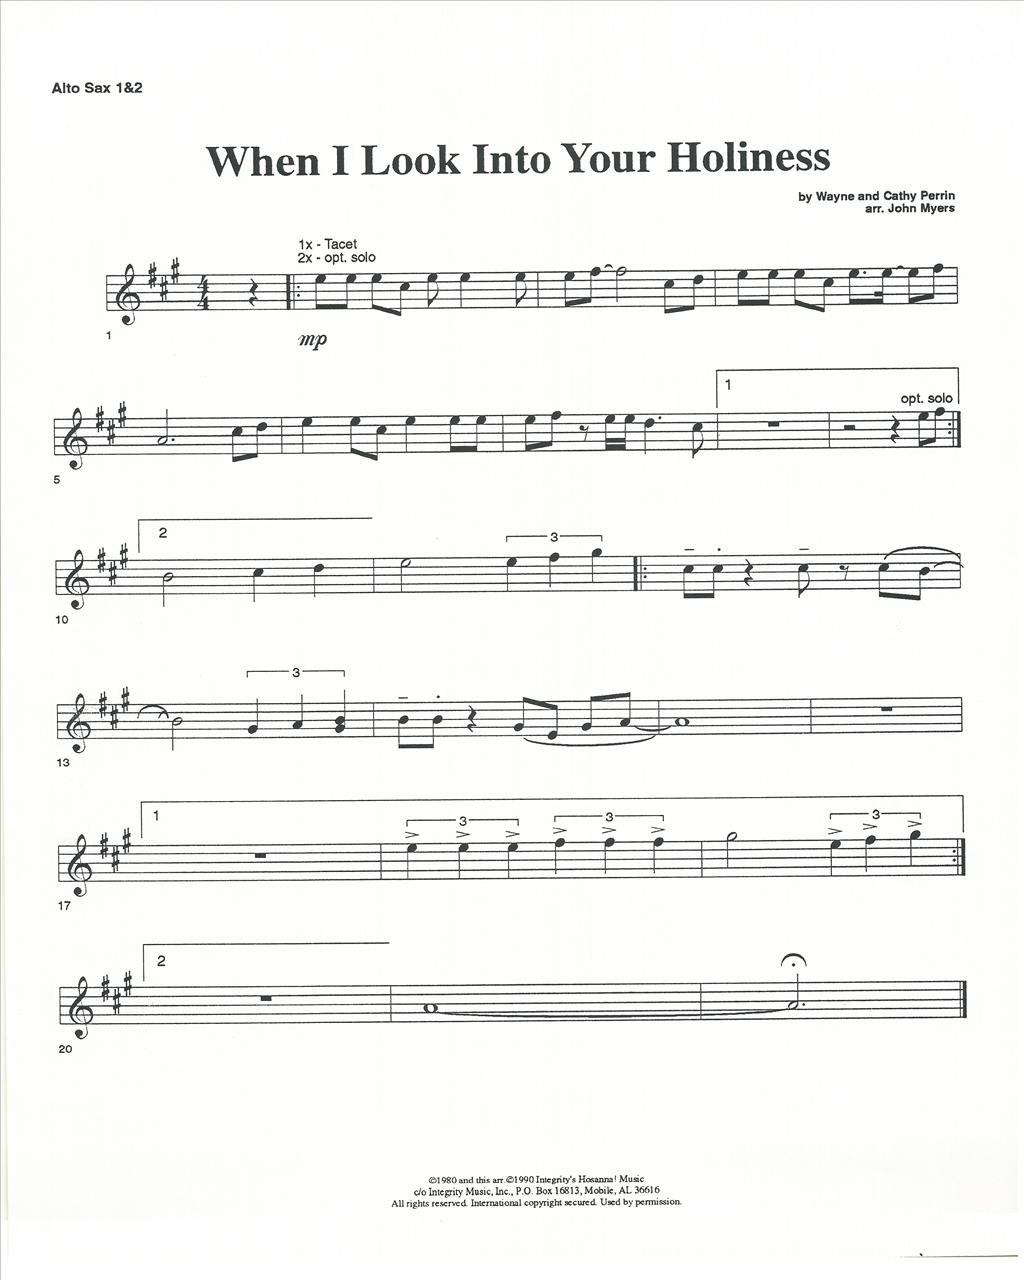 Alto Sax 1&2
When I Look Into Your Holiness
by Wayne and Cathy Perrin
arr. John Myers
1x - Tacet
2x - opt. solo
4
4
1
mp
1
opt. solo
5
2
3
10
3
13
1
3
3
3
17
2
20
©1980 and this arr.©1990 Integrity's Hosanna! Music
c/o Integrity Music, Inc., P.O. Box 16813, Mobile, AL 36616
All rights reserved. International copyright secured. Used by permission.